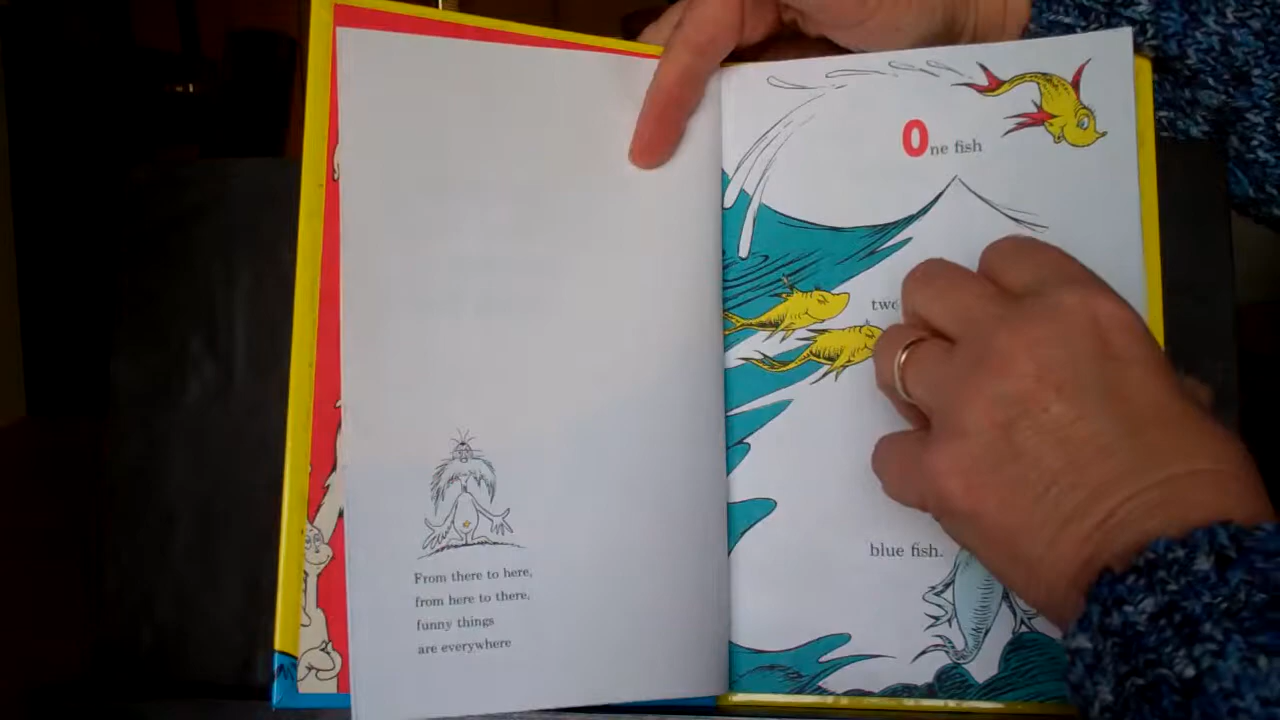 From there to here,
from here to there,
funny things
are everywhere
One fish
blue fish.